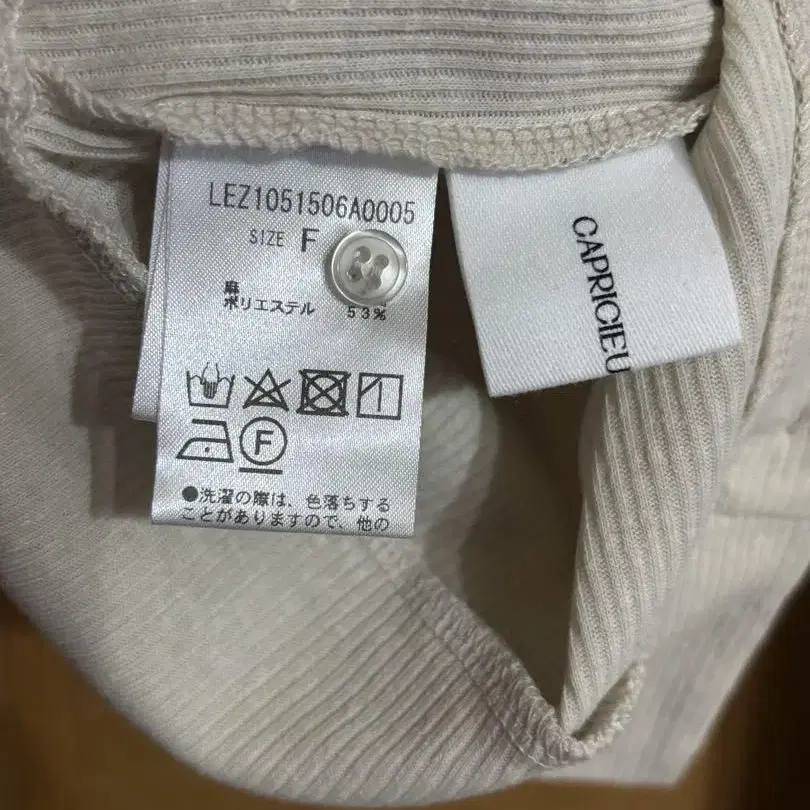 LEZ1051506A0005
SIZE F
麻
ポリエステル 53%
F
●洗濯の際は、色落ちする
ことがありますので、他の
CAPRICIEU